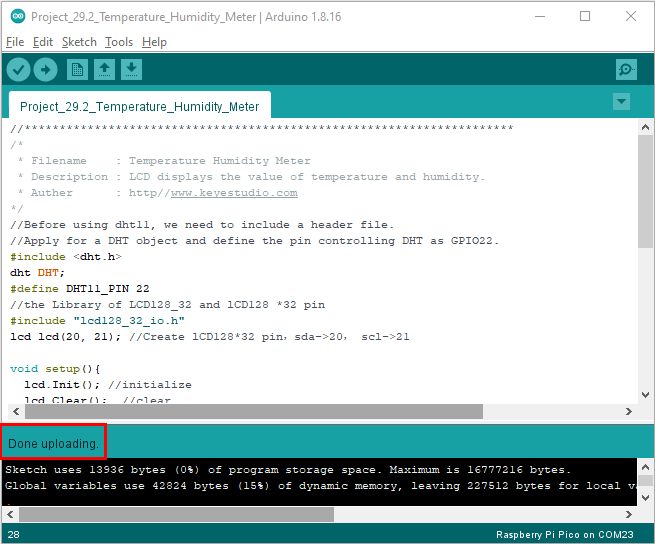 Project_29.2_Temperature_Humidity_Meter | Arduino 1.8.16
File Edit Sketch Tools Help
Project_29.2_Temperature_Humidity_Meter
//**********************************************************************
/*
 * Filename    : Temperature Humidity Meter
 * Description : LCD displays the value of temperature and humidity.
 * Auther      : http//www.keyestudio.com
*/
//Before using dht11, we need to include a header file.
//Apply for a DHT object and define the pin controlling DHT as GPIO22.
#include <dht.h>
dht DHT;
#define DHT11_PIN 22
//the Library of LCD128_32 and lCD128 *32 pin
#include "lcd128_32_io.h"
lcd lcd(20, 21); //Create lCD128*32 pin，sda->20， scl->21
void setup(){
  lcd.Init(); //initialize
  lcd.Clear();  //clear
Done uploading.
Sketch uses 13936 bytes (0%) of program storage space. Maximum is 16777216 bytes.
Global variables use 42824 bytes (15%) of dynamic memory, leaving 227512 bytes for local va
28 Raspberry Pi Pico on COM23